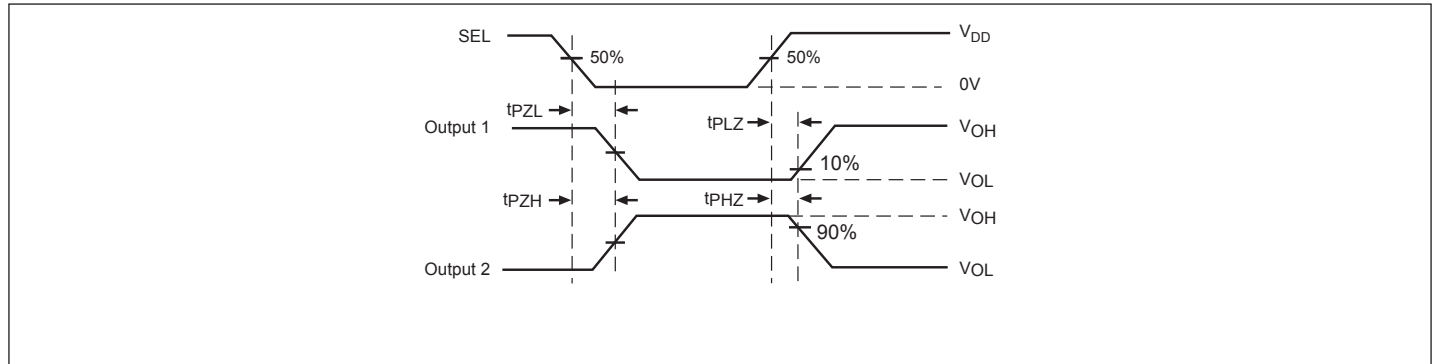 SEL
VDD
50%
50%
0V
tPZL
tPLZ
Output 1
VOH
10%
VOL
tPZH
tPHZ
VOH
90%
Output 2
VOL